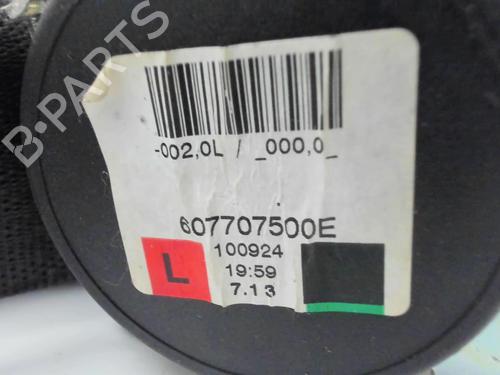 B-PARTS
-002,0L / _000,0_
607707500E
100924
L
19:59
7.13